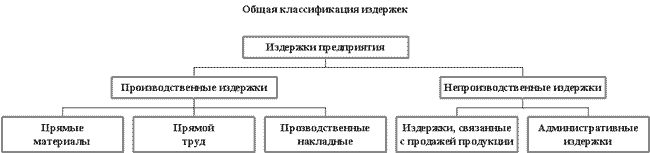 Общая классификация издержек
Издержки предприятия
Производственные издержки
Непроизводственные издержки
Прямые
материалы
Прямой
труд
Прозводственные
накладные
Издержки, связанные
с продажей продукции
Административные
издержки